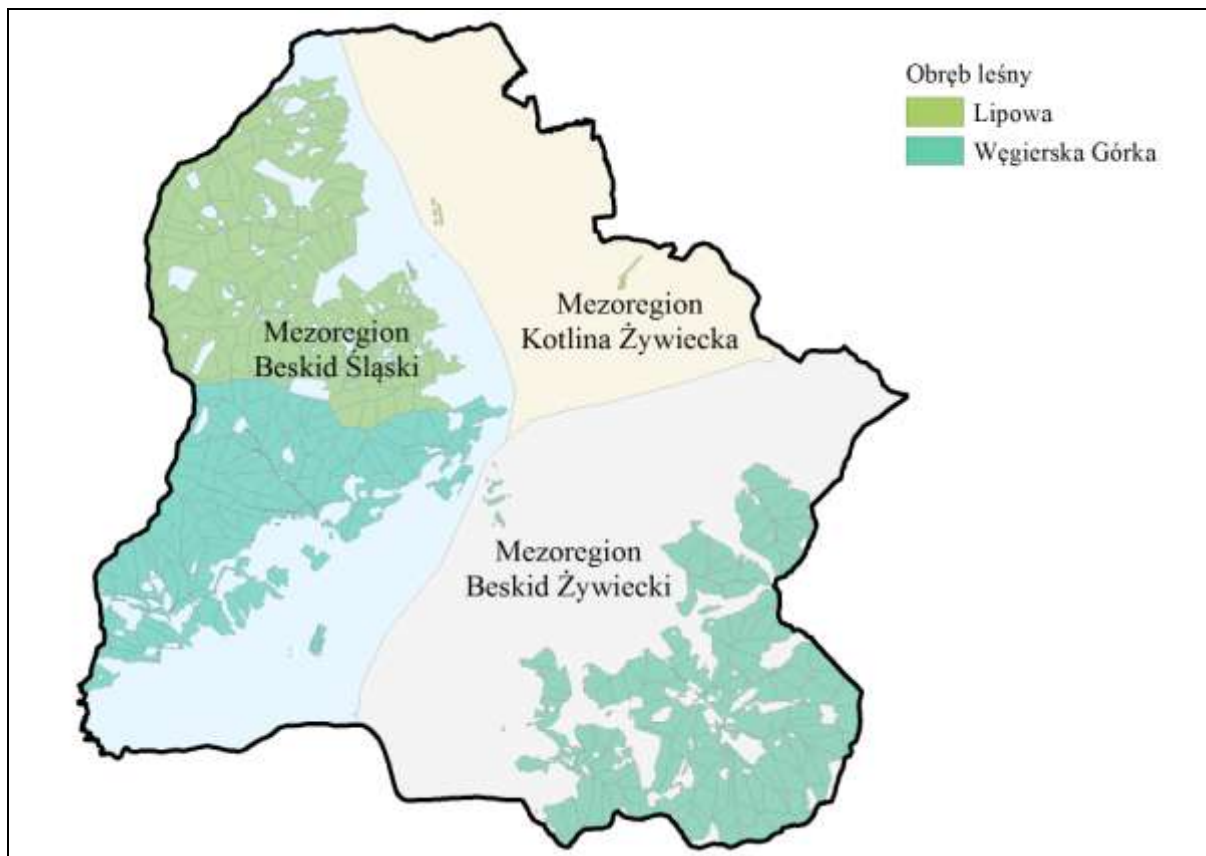 Obręb leśny
Lipowa
Węgierska Górka
Mezoregion
Kotlina Żywiecka
Mezoregion
Beskid Śląski
Mezoregion
Beskid Żywiecki